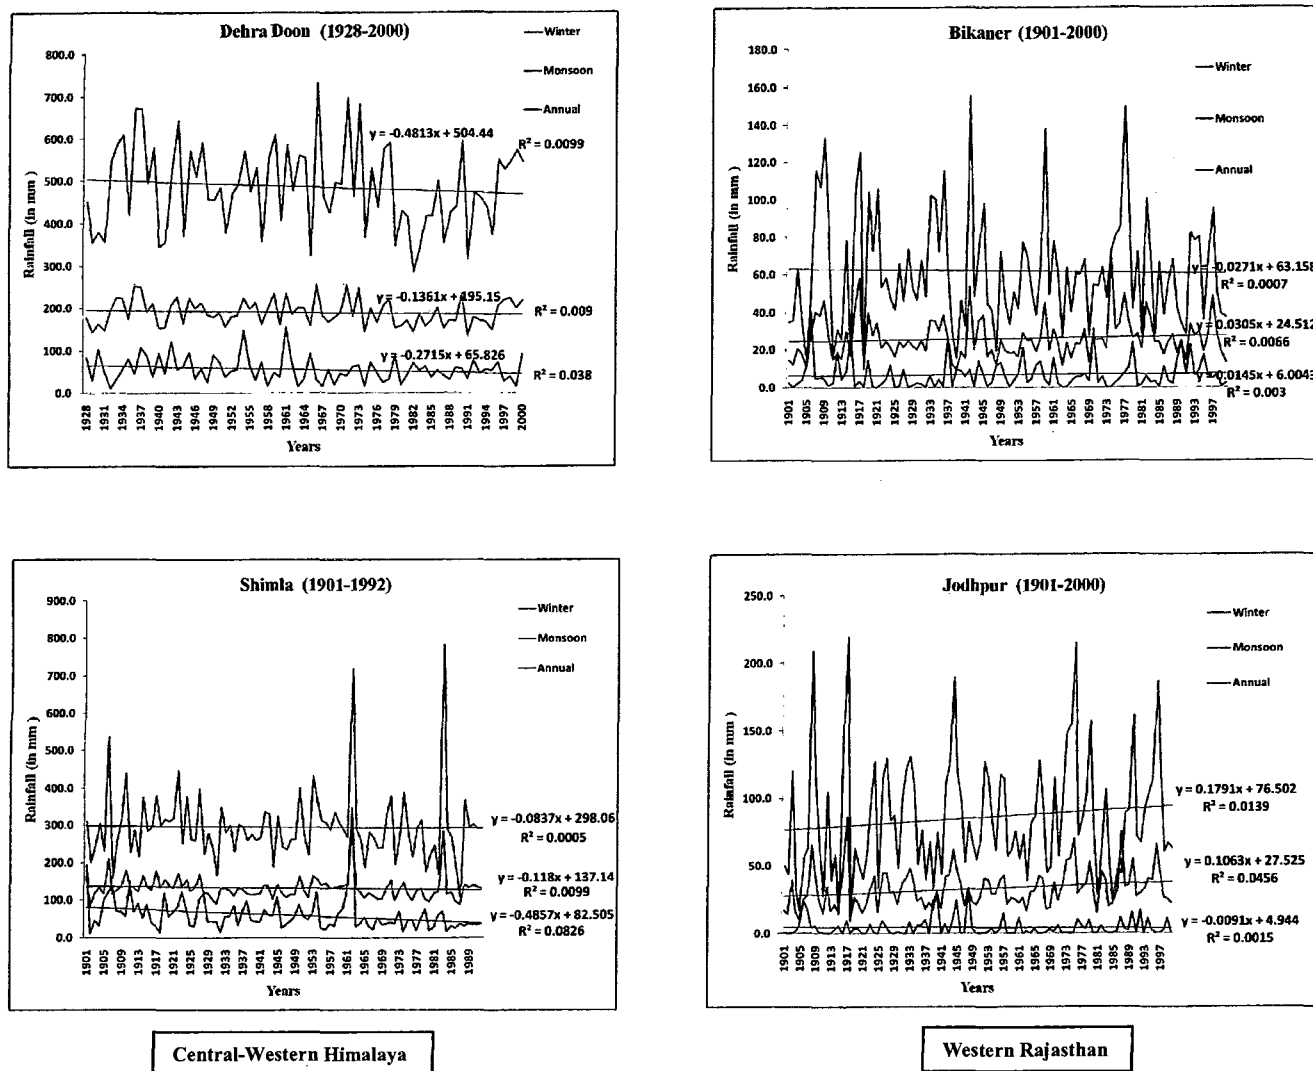 Dehra Doon (1928-2000)
Winter
Monsoon
Annual
Rainfall (in mm )
800.0
700.0
600.0
500.0
400.0
300.0
200.0
100.0
0.0
y = -0.4813x + 504.44
R² = 0.0099
y = -0.1361x + 195.15
R² = 0.009
y = -0.2715x + 65.826
R² = 0.038
1928 1931 1934 1937 1940 1943 1946 1949 1952 1955 1958 1961 1964 1967 1970 1973 1976 1979 1982 1985 1988 1991 1994 1997 2000
Years
Bikaner (1901-2000)
Winter
Monsoon
Annual
Rainfall (in mm )
180.0
160.0
140.0
120.0
100.0
80.0
60.0
40.0
20.0
0.0
y = -0.0271x + 63.158
R² = 0.0007
y = 0.0305x + 24.512
R² = 0.0066
y = 0.0145x + 6.0043
R² = 0.003
1901 1905 1909 1913 1917 1921 1925 1929 1933 1937 1941 1945 1949 1953 1957 1961 1965 1969 1973 1977 1981 1985 1989 1993 1997
Years
Shimla (1901-1992)
Winter
Monsoon
Annual
Rainfall (in mm )
900.0
800.0
700.0
600.0
500.0
400.0
300.0
200.0
100.0
0.0
y = -0.0837x + 298.06
R² = 0.0005
y = -0.118x + 137.14
R² = 0.0099
y = -0.4857x + 82.505
R² = 0.0826
1901 1905 1909 1913 1917 1921 1925 1929 1933 1937 1941 1945 1949 1953 1957 1961 1965 1969 1973 1977 1981 1985 1989
Years
Jodhpur (1901-2000)
Winter
Monsoon
Annual
Rainfall (in mm )
250.0
200.0
150.0
100.0
50.0
0.0
y = 0.1791x + 76.502
R² = 0.0139
y = 0.1063x + 27.525
R² = 0.0456
y = -0.0091x + 4.944
R² = 0.0015
1901 1905 1909 1913 1917 1921 1925 1929 1933 1937 1941 1945 1949 1953 1957 1961 1965 1969 1973 1977 1981 1985 1989 1993 1997
Years
Central-Western Himalaya
Western Rajasthan